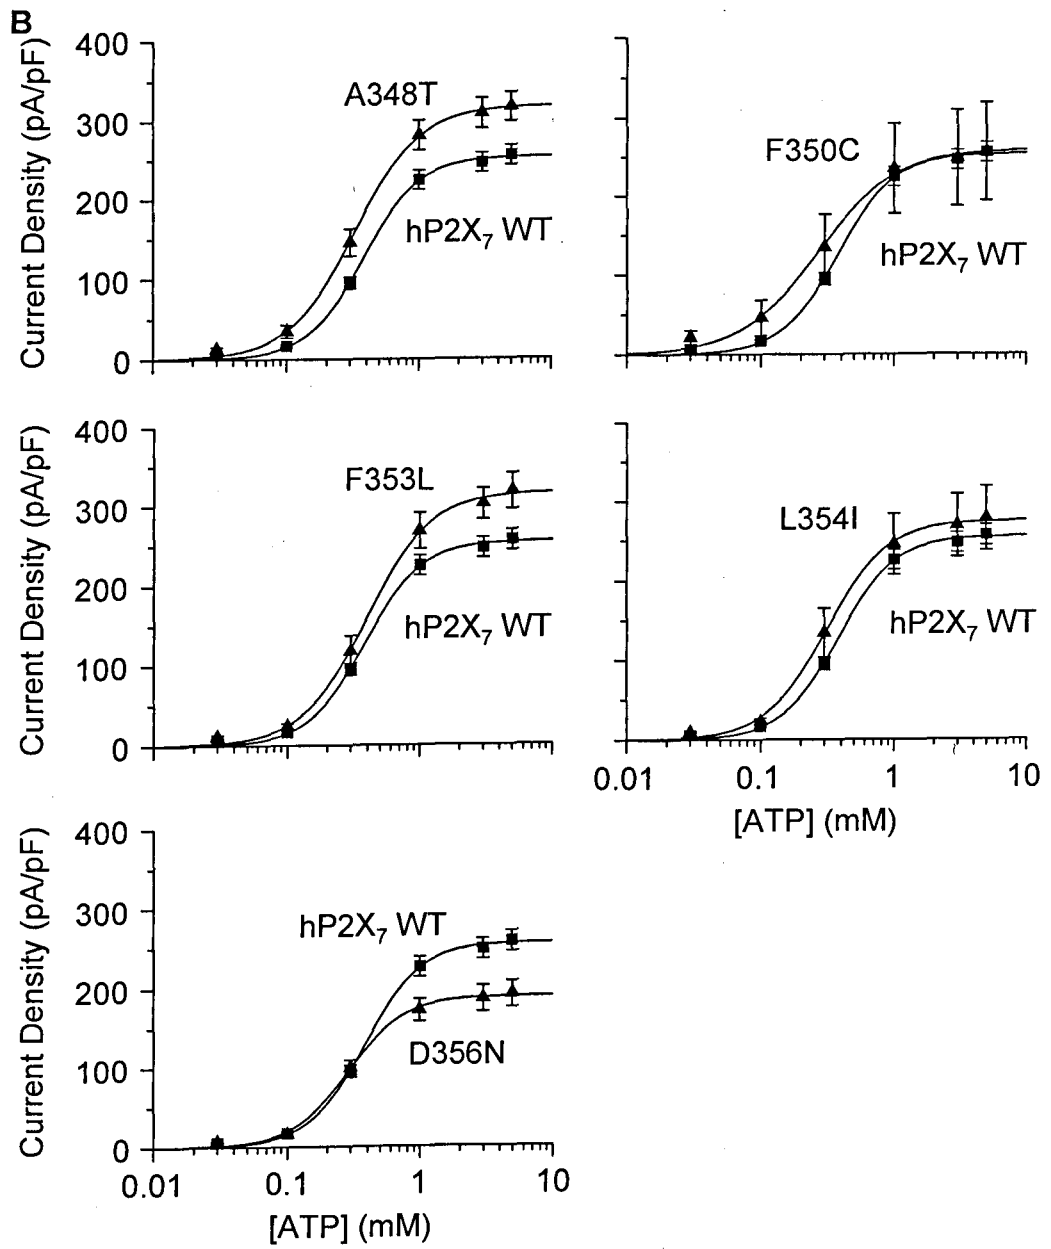 B
Current Density (pA/pF)
400
300
200
100
0
A348T
hP2X₇ WT
F350C
hP2X₇ WT
Current Density (pA/pF)
400
300
200
100
0
F353L
hP2X₇ WT
L354I
hP2X₇ WT
0.01 0.1 1 10
[ATP] (mM)
Current Density (pA/pF)
400
300
200
100
0
hP2X₇ WT
D356N
0.01 0.1 1 10
[ATP] (mM)